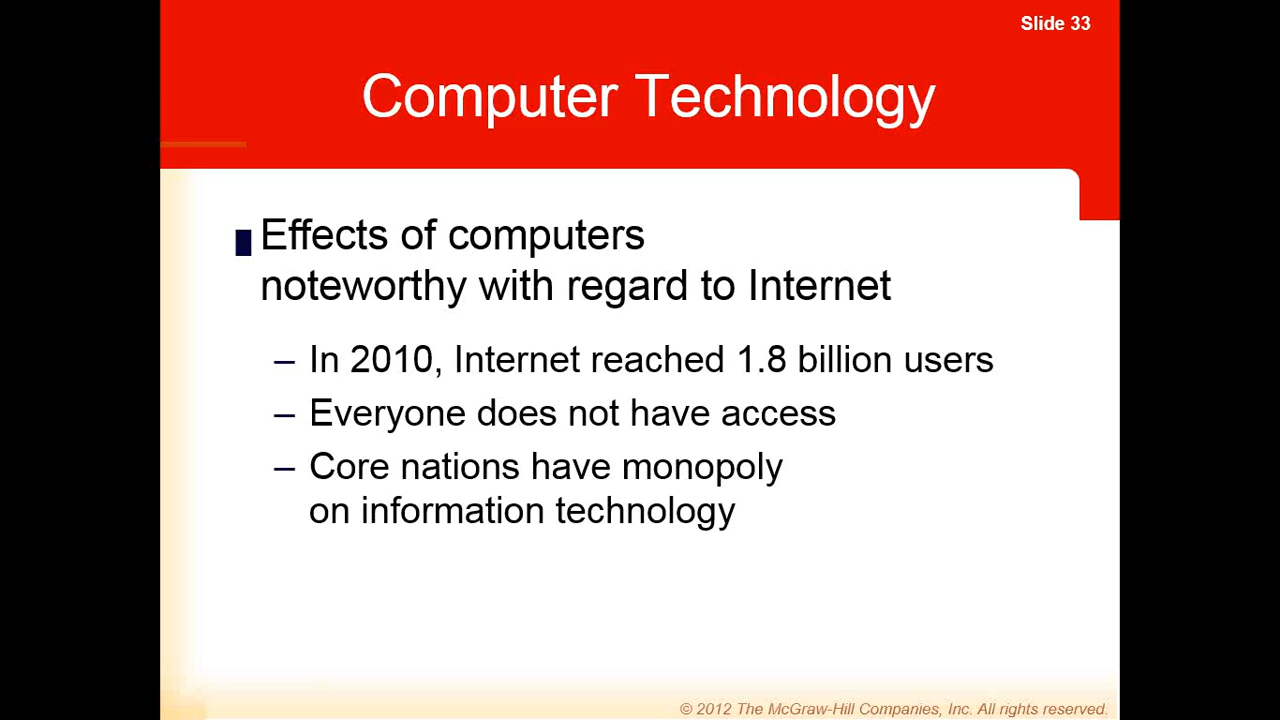 Slide 33
Computer Technology
Effects of computers
noteworthy with regard to Internet
– In 2010, Internet reached 1.8 billion users
– Everyone does not have access
– Core nations have monopoly
on information technology
© 2012 The McGraw-Hill Companies, Inc. All rights reserved.